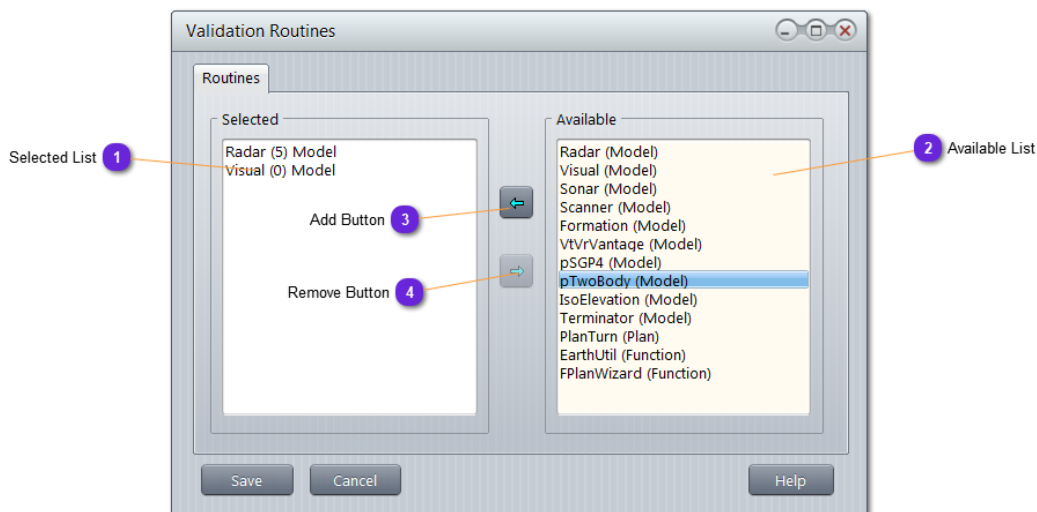 Validation Routines
Routines
Selected
Radar (5) Model
Visual (0) Model
Available
Radar (Model)
Visual (Model)
Sonar (Model)
Scanner (Model)
Formation (Model)
VtVrVantage (Model)
pSGP4 (Model)
pTwoBody (Model)
IsoElevation (Model)
Terminator (Model)
PlanTurn (Plan)
EarthUtil (Function)
FPlanWizard (Function)
Selected List 1
2 Available List
Add Button 3
Remove Button 4
Save
Cancel
Help